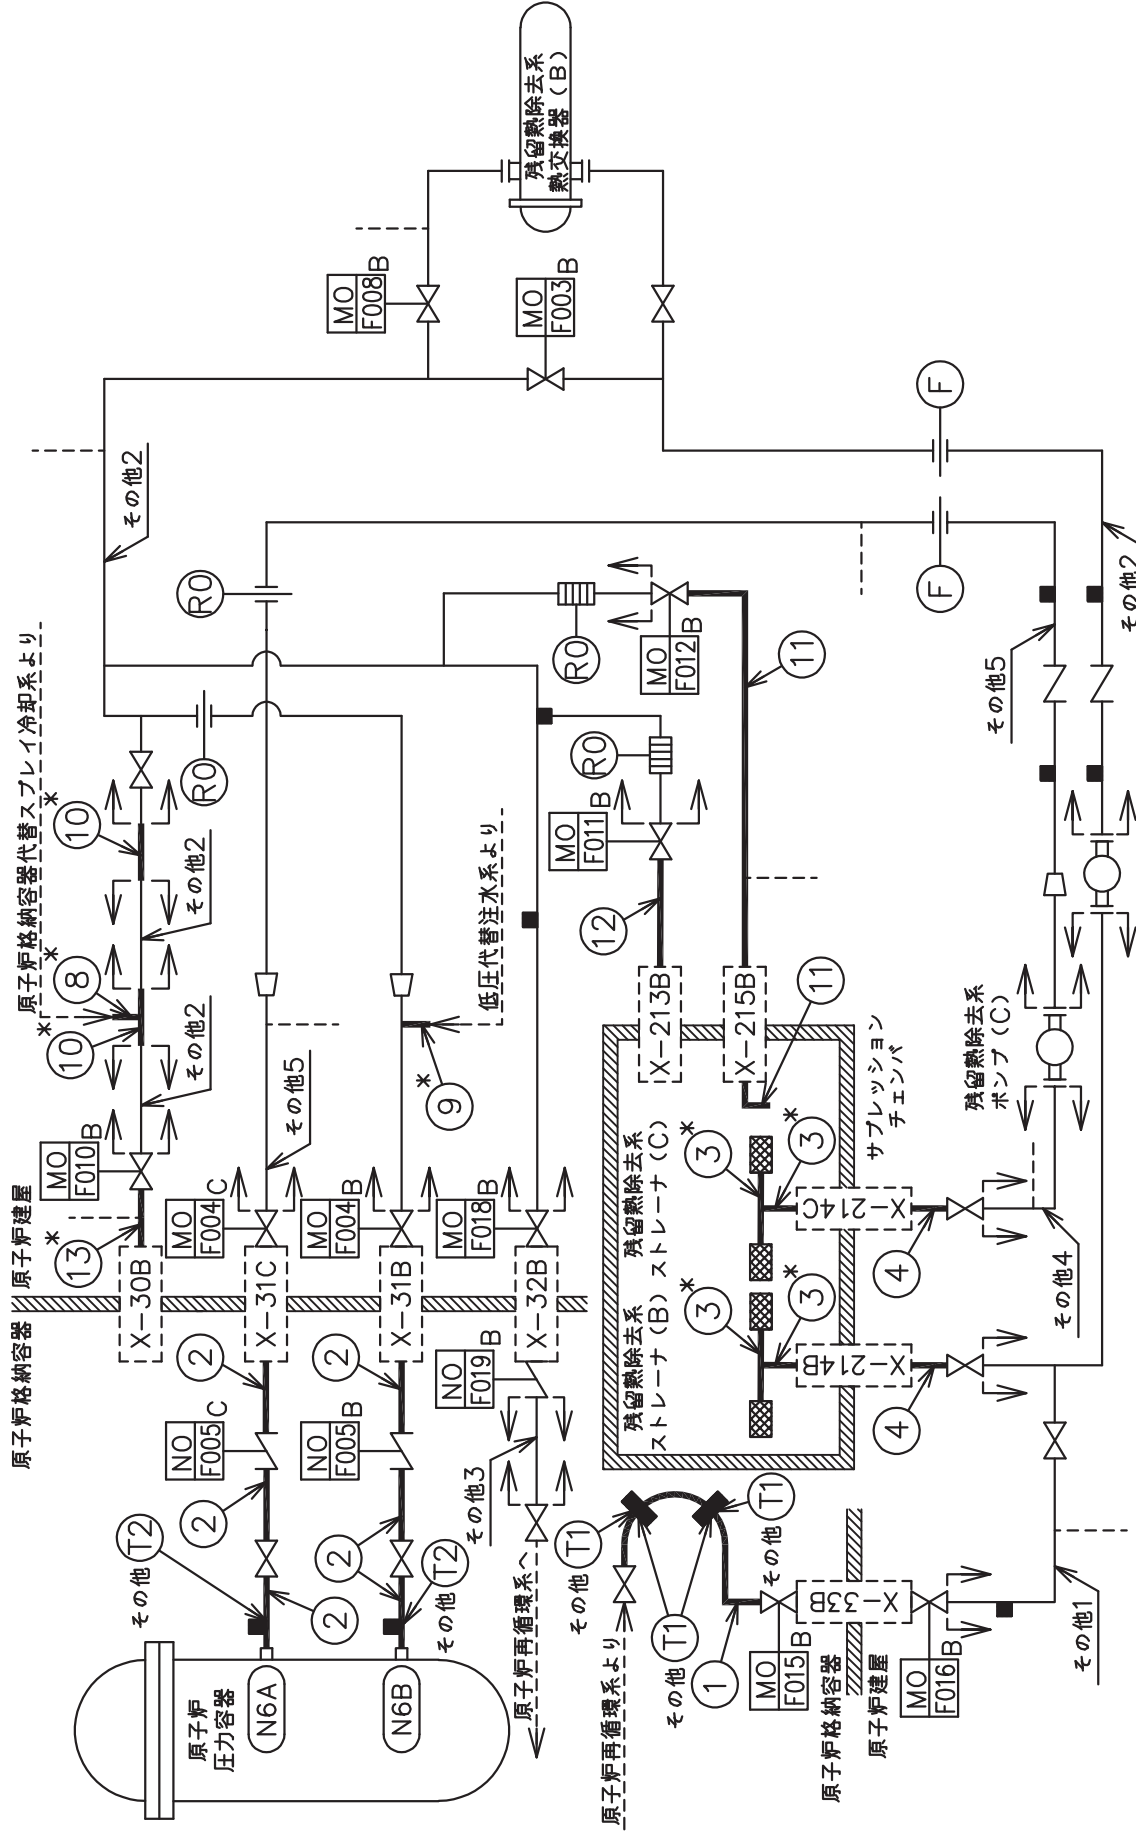 原子炉格納容器
原子炉建屋
原子炉
圧力容器
N6A
N6B
その他 T2
その他 T2
2
2
2
2
2
NO
F005 C
NO
F005 B
NO
F019 B
X-30B
X-31C
X-31B
X-32B
13 *
MO
F010 B
MO
F004 C
MO
F004 B
MO
F018 B
その他2
10 *
8 *
その他2
10 *
原子炉格納容器代替スプレイ冷却系より
RO
RO
その他2
その他5
9 *
低圧代替注水系より
MO
F008 B
MO
F003 B
残留熱除去系
熱交換器（B）
原子炉再循環系へ
その他3
原子炉再循環系より
その他 T1
その他 T1
その他 T1
1
MO
F015 B
X-33B
MO
F016 B
原子炉格納容器
原子炉建屋
その他1
残留熱除去系
ストレーナ（B）
残留熱除去系
ストレーナ（C）
3 *
3 *
3 *
3 *
X-214B
X-214C
4
4
サプレッション
チェンバ
X-213B
X-215B
11
12
11
MO
F011 B
RO
MO
F012 B
RO
その他4
残留熱除去系
ポンプ（C）
その他5
その他2
F
F